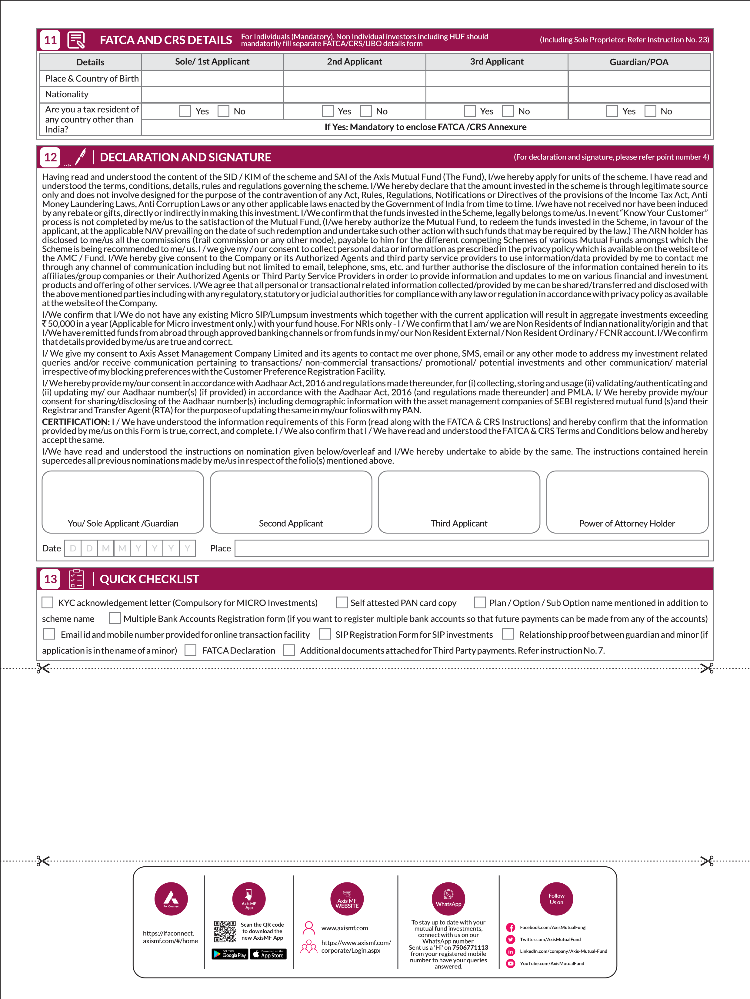 11 FATCA AND CRS DETAILS For Individuals (Mandatory). Non Individual investors including HUF should
mandatorily fill separate FATCA/CRS/UBO details form
(Including Sole Proprietor. Refer Instruction No. 23)
Details Sole/ 1st Applicant 2nd Applicant 3rd Applicant Guardian/POA
Place & Country of Birth
Nationality
Are you a tax resident of
any country other than
India?
Yes No Yes No Yes No Yes No
If Yes: Mandatory to enclose FATCA /CRS Annexure
12 DECLARATION AND SIGNATURE (For declaration and signature, please refer point number 4)
Having read and understood the content of the SID / KIM of the scheme and SAI of the Axis Mutual Fund (The Fund), I/we hereby apply for units of the scheme. I have read and
understood the terms, conditions, details, rules and regulations governing the scheme. I/We hereby declare that the amount invested in the scheme is through legitimate source
only and does not involve designed for the purpose of the contravention of any Act, Rules, Regulations, Notifications or Directives of the provisions of the Income Tax Act, Anti
Money Laundering Laws, Anti Corruption Laws or any other applicable laws enacted by the Government of India from time to time. I/we have not received nor have been induced
by any rebate or gifts, directly or indirectly in making this investment. I/We confirm that the funds invested in the Scheme, legally belongs to me/us. In event “Know Your Customer”
process is not completed by me/us to the satisfaction of the Mutual Fund, (I/we hereby authorize the Mutual Fund, to redeem the funds invested in the Scheme, in favour of the
applicant, at the applicable NAV prevailing on the date of such redemption and undertake such other action with such funds that may be required by the law.) The ARN holder has
disclosed to me/us all the commissions (trail commission or any other mode), payable to him for the different competing Schemes of various Mutual Funds amongst which the
Scheme is being recommended to me/ us. I / we give my / our consent to collect personal data or information as prescribed in the privacy policy which is available on the website of
the AMC / Fund. I/We hereby give consent to the Company or its Authorized Agents and third party service providers to use information/data provided by me to contact me
through any channel of communication including but not limited to email, telephone, sms, etc. and further authorise the disclosure of the information contained herein to its
affiliates/group companies or their Authorized Agents or Third Party Service Providers in order to provide information and updates to me on various financial and investment
products and offering of other services. I/We agree that all personal or transactional related information collected/provided by me can be shared/transferred and disclosed with
the above mentioned parties including with any regulatory, statutory or judicial authorities for compliance with any law or regulation in accordance with privacy policy as available
at the website of the Company.
I/We confirm that I/We do not have any existing Micro SIP/Lumpsum investments which together with the current application will result in aggregate investments exceeding
₹ 50,000 in a year (Applicable for Micro investment only.) with your fund house. For NRIs only - I / We confirm that I am/ we are Non Residents of Indian nationality/origin and that
I/We have remitted funds from abroad through approved banking channels or from funds in my/ our Non Resident External / Non Resident Ordinary / FCNR account. I/We confirm
that details provided by me/us are true and correct.
I/ We give my consent to Axis Asset Management Company Limited and its agents to contact me over phone, SMS, email or any other mode to address my investment related
queries and/or receive communication pertaining to transactions/ non-commercial transactions/ promotional/ potential investments and other communication/ material
irrespective of my blocking preferences with the Customer Preference Registration Facility.
I/ We hereby provide my/our consent in accordance with Aadhaar Act, 2016 and regulations made thereunder, for (i) collecting, storing and usage (ii) validating/authenticating and
(ii) updating my/ our Aadhaar number(s) (if provided) in accordance with the Aadhaar Act, 2016 (and regulations made thereunder) and PMLA. I/ We hereby provide my/our
consent for sharing/disclosing of the Aadhaar number(s) including demographic information with the asset management companies of SEBI registered mutual fund (s)and their
Registrar and Transfer Agent (RTA) for the purpose of updating the same in my/our folios with my PAN.
CERTIFICATION: I / We have understood the information requirements of this Form (read along with the FATCA & CRS Instructions) and hereby confirm that the information
provided by me/us on this Form is true, correct, and complete. I / We also confirm that I / We have read and understood the FATCA & CRS Terms and Conditions below and hereby
accept the same.
I/We have read and understood the instructions on nomination given below/overleaf and I/We hereby undertake to abide by the same. The instructions contained herein
supercedes all previous nominations made by me/us in respect of the folio(s) mentioned above.
You/ Sole Applicant /Guardian Second Applicant Third Applicant Power of Attorney Holder
Date D D M M Y Y Y Y Place
13 QUICK CHECKLIST
KYC acknowledgement letter (Compulsory for MICRO Investments) Self attested PAN card copy Plan / Option / Sub Option name mentioned in addition to
scheme name Multiple Bank Accounts Registration form (if you want to register multiple bank accounts so that future payments can be made from any of the accounts)
Email id and mobile number provided for online transaction facility SIP Registration Form for SIP investments Relationship proof between guardian and minor (if
application is in the name of a minor) FATCA Declaration Additional documents attached for Third Party payments. Refer instruction No. 7.
IFA Connect
https://ifaconnect.
axismf.com/#/home
Axis MF
App
Scan the QR code
to download the
new AxisMF App
GET IT ON
Google Play
Download on the
App Store
Axis MF
WEBSITE
www.axismf.com
https://www.axismf.com/
corporate/Login.aspx
WhatsApp
To stay up to date with your
mutual fund investments,
connect with us on our
WhatsApp number.
Sent us a 'Hi' on 7506771113
from your registered mobile
number to have your queries
answered.
Follow
Us on
Facebook.com/AxisMutualFund
Twitter.com/AxisMutualFund
LinkedIn.com/company/Axis-Mutual-Fund
YouTube.com/AxisMutualFund